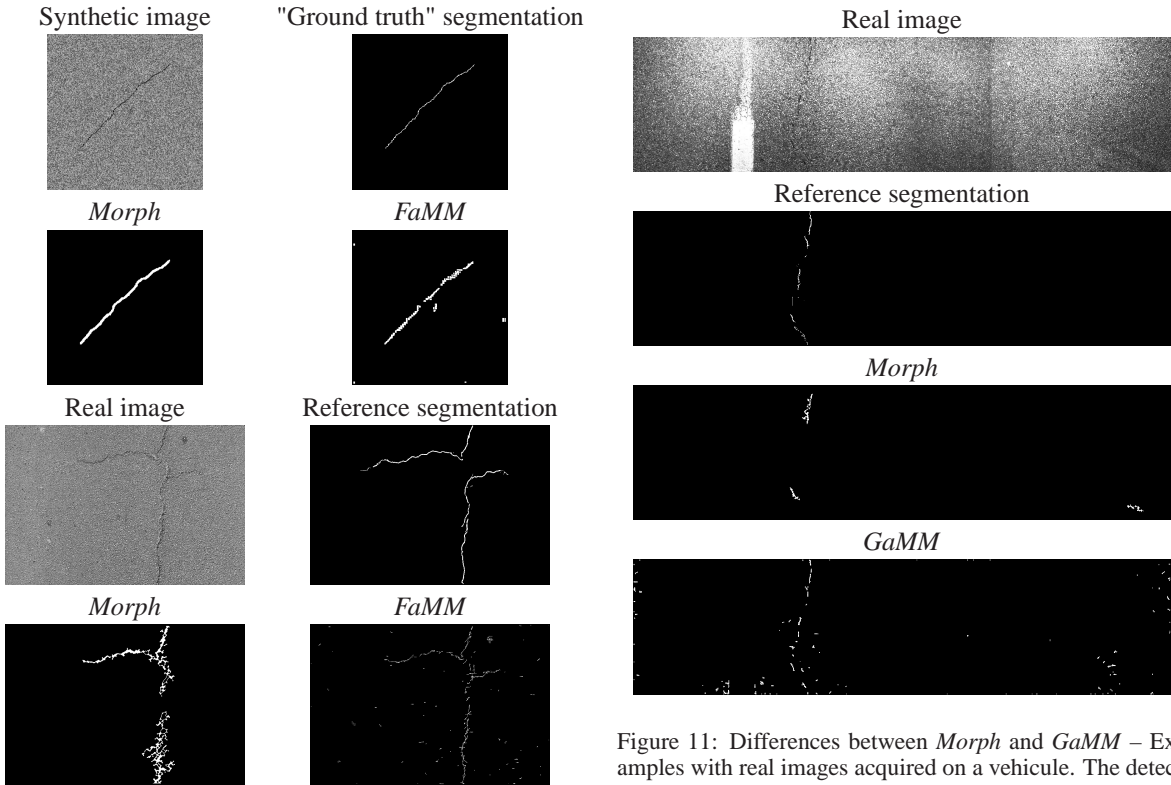 Synthetic image
"Ground truth" segmentation
Morph
FaMM
Real image
Reference segmentation
Morph
FaMM
Real image
Reference segmentation
Morph
GaMM
Figure 11: Differences between Morph and GaMM – Ex
amples with real images acquired on a vehicule. The detec